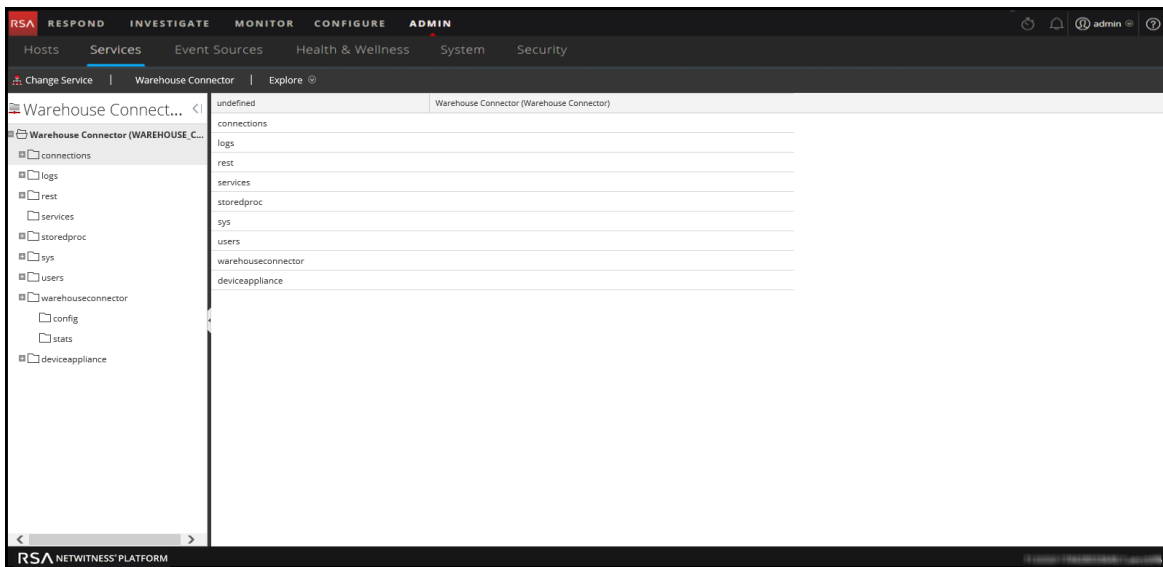 RSA RESPOND INVESTIGATE MONITOR CONFIGURE ADMIN admin ?
Hosts Services Event Sources Health & Wellness System Security
Change Service | Warehouse Connector | Explore
Warehouse Connect...
Warehouse Connector (WAREHOUSE_C...
connections
logs
rest
services
storedproc
sys
users
warehouseconnector
config
stats
deviceappliance
undefined Warehouse Connector (Warehouse Connector)
connections
logs
rest
services
storedproc
sys
users
warehouseconnector
deviceappliance
RSA NETWITNESS® PLATFORM